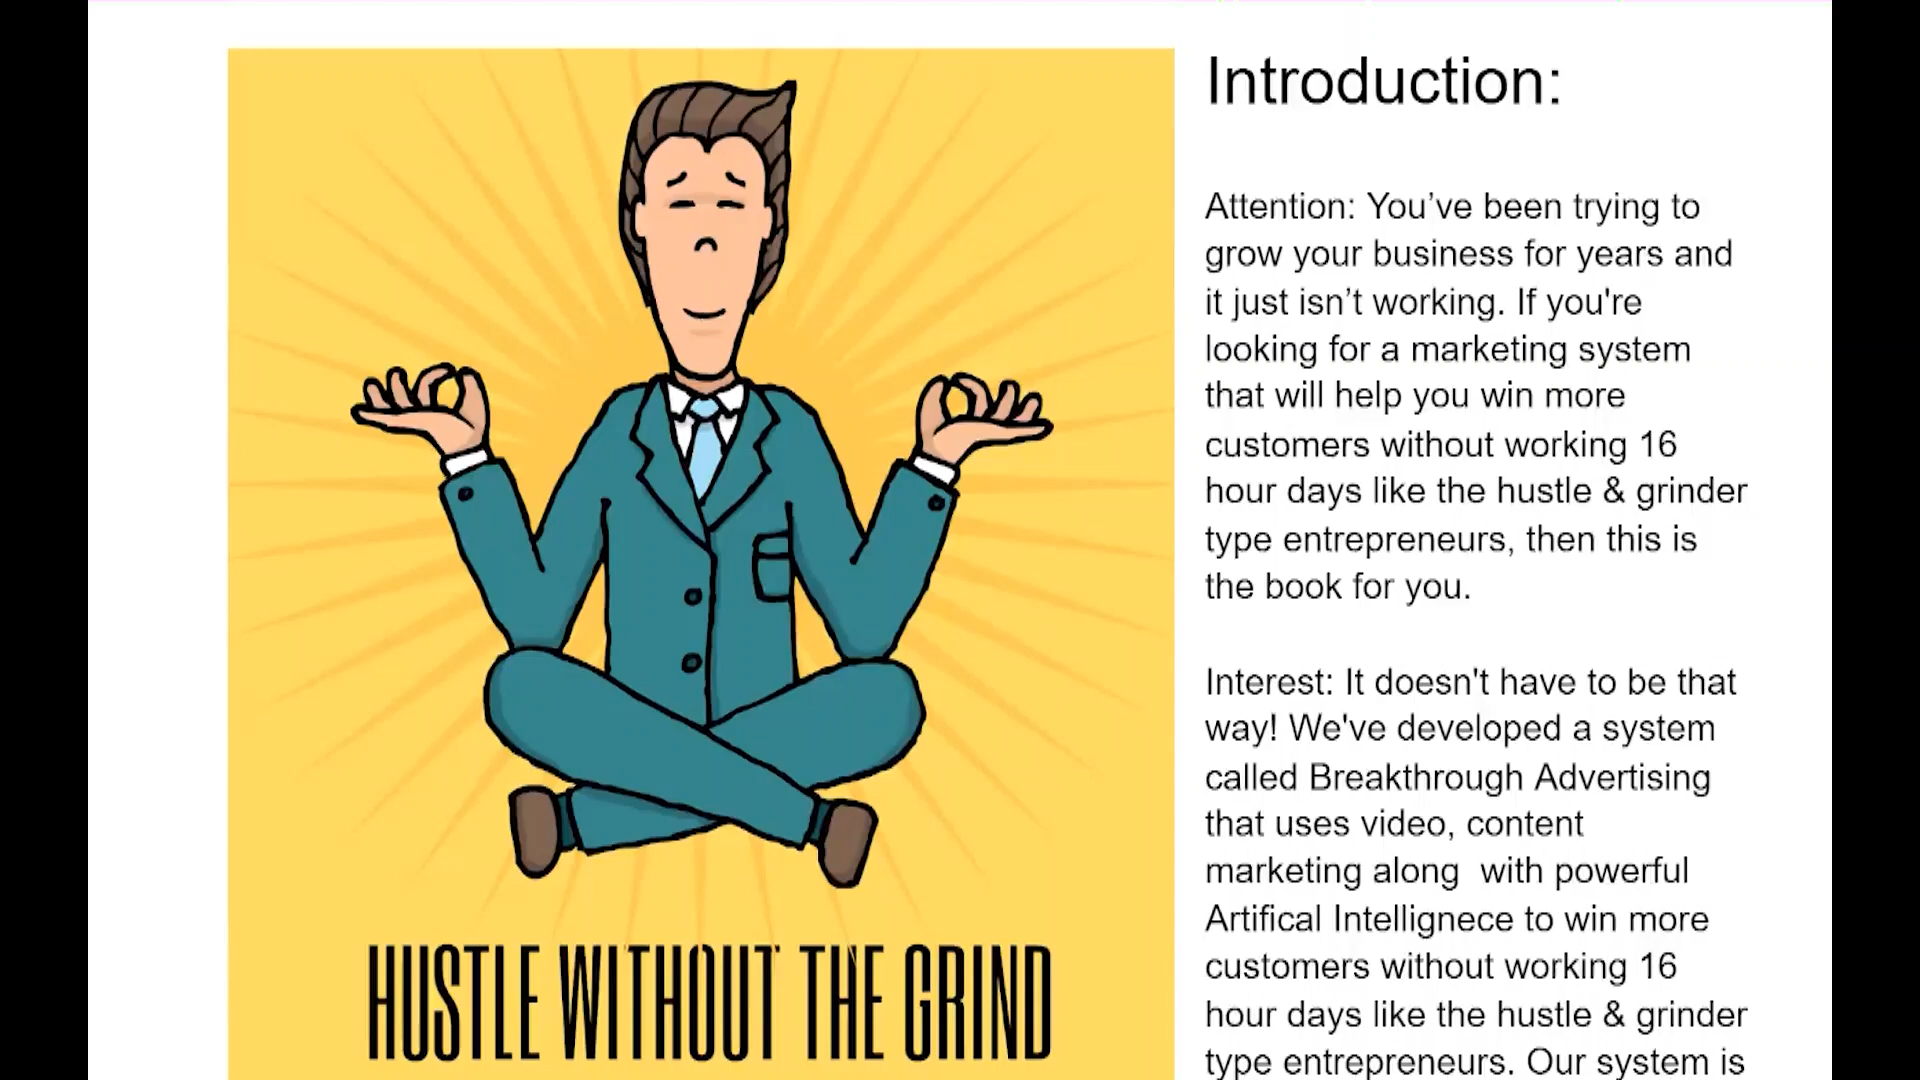 HUSTLE WITHOUT THE GRIND
Introduction:
Attention: You’ve been trying to
grow your business for years and
it just isn’t working. If you're
looking for a marketing system
that will help you win more
customers without working 16
hour days like the hustle & grinder
type entrepreneurs, then this is
the book for you.
Interest: It doesn't have to be that
way! We've developed a system
called Breakthrough Advertising
that uses video, content
marketing along  with powerful
Artifical Intellignece to win more
customers without working 16
hour days like the hustle & grinder
type entrepreneurs. Our system is